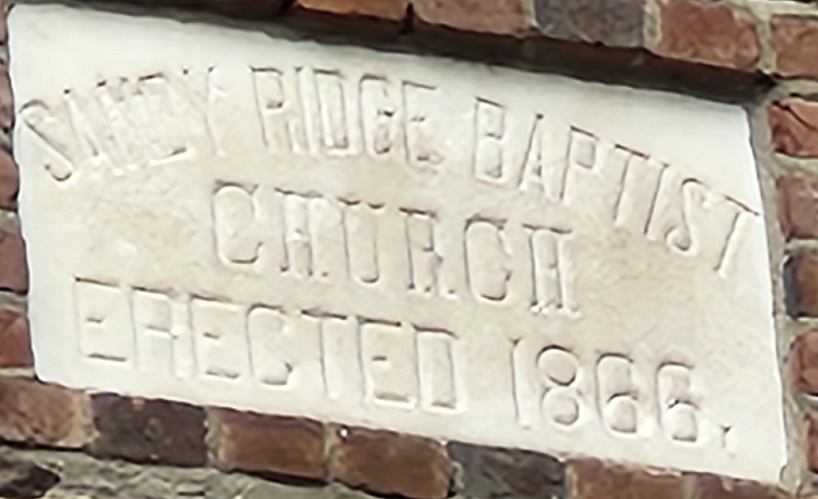 SANDY RIDGE BAPTIST
CHURCH
ERECTED 1866.